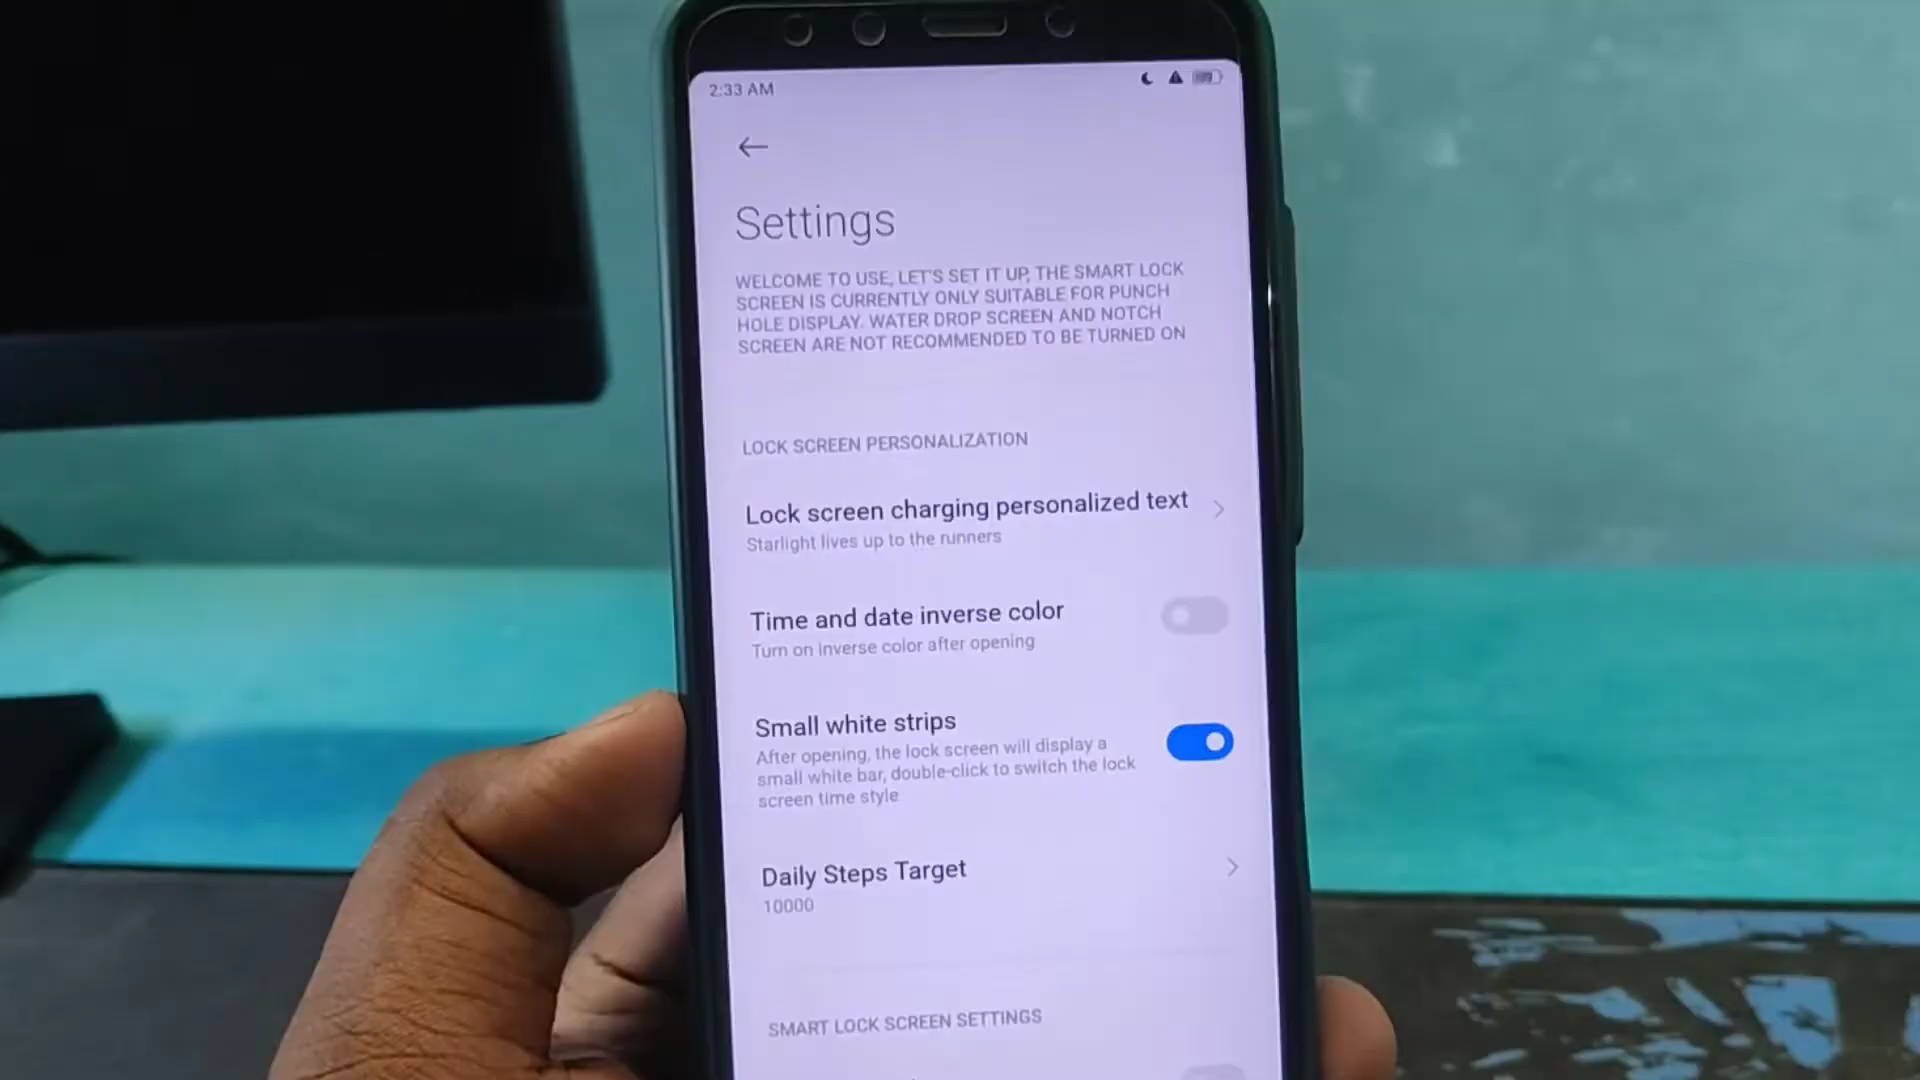 2:33 AM
Settings
WELCOME TO USE, LET'S SET IT UP, THE SMART LOCK
SCREEN IS CURRENTLY ONLY SUITABLE FOR PUNCH
HOLE DISPLAY. WATER DROP SCREEN AND NOTCH
SCREEN ARE NOT RECOMMENDED TO BE TURNED ON
LOCK SCREEN PERSONALIZATION
Lock screen charging personalized text
Starlight lives up to the runners
Time and date inverse color
Turn on inverse color after opening
Small white strips
After opening, the lock screen will display a
small white bar, double-click to switch the lock
screen time style
Daily Steps Target
10000
SMART LOCK SCREEN SETTINGS